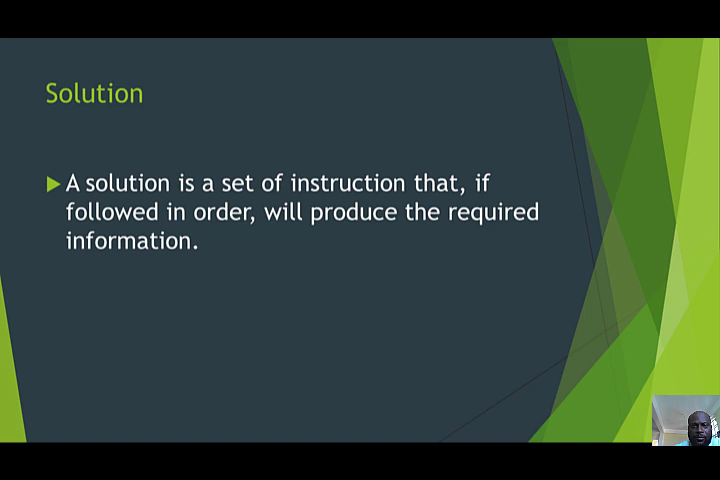 Solution
A solution is a set of instruction that, if
followed in order, will produce the required
information.